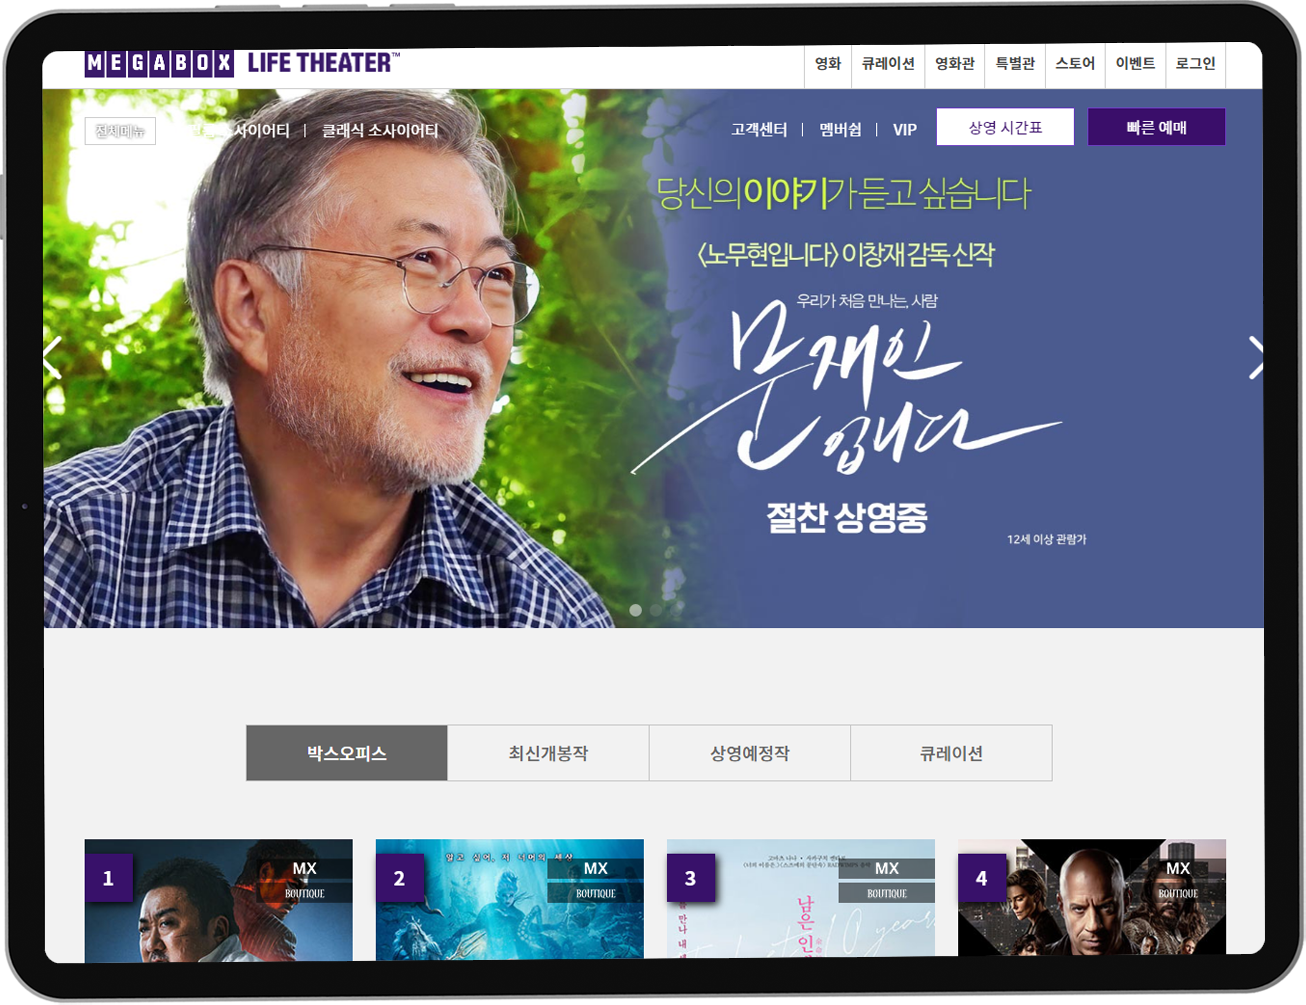 MEGABOX LIFE THEATER™
영화 큐레이션 영화관 특별관 스토어 이벤트 로그인
전체메뉴 사이어티 클래식 소사이어티
고객센터 멤버쉽 VIP 상영 시간표 빠른 예매
당신의 이야기가 듣고 싶습니다
〈노무현입니다〉 이창재 감독 신작
우리가 처음 만나는, 사람
문재인
입니다
절찬 상영중
12세 이상 관람가
박스오피스 최신개봉작 상영예정작 큐레이션
1 MX BOUTIQUE
2 MX BOUTIQUE
3 MX BOUTIQUE
남은 인
4 MX BOUTIQUE